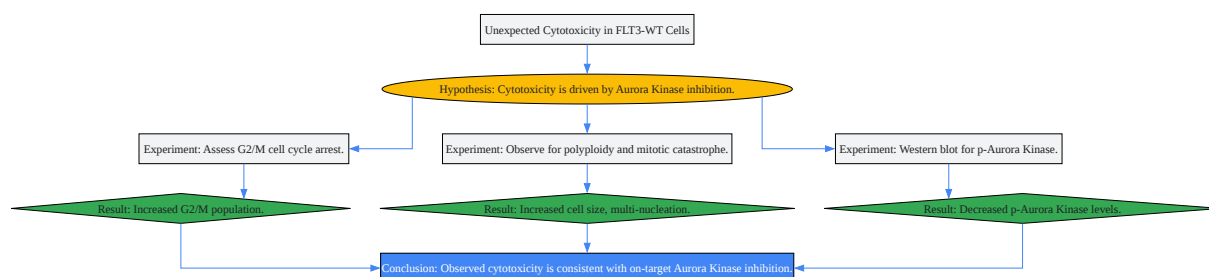 Unexpected Cytotoxicity in FLT3-WT Cells
Hypothesis: Cytotoxicity is driven by Aurora Kinase inhibition.
Experiment: Assess G2/M cell cycle arrest.
Experiment: Observe for polyploidy and mitotic catastrophe.
Experiment: Western blot for p-Aurora Kinase.
Result: Increased G2/M population.
Result: Increased cell size, multi-nucleation.
Result: Decreased p-Aurora Kinase levels.
Conclusion: Observed cytotoxicity is consistent with on-target Aurora Kinase inhibition.